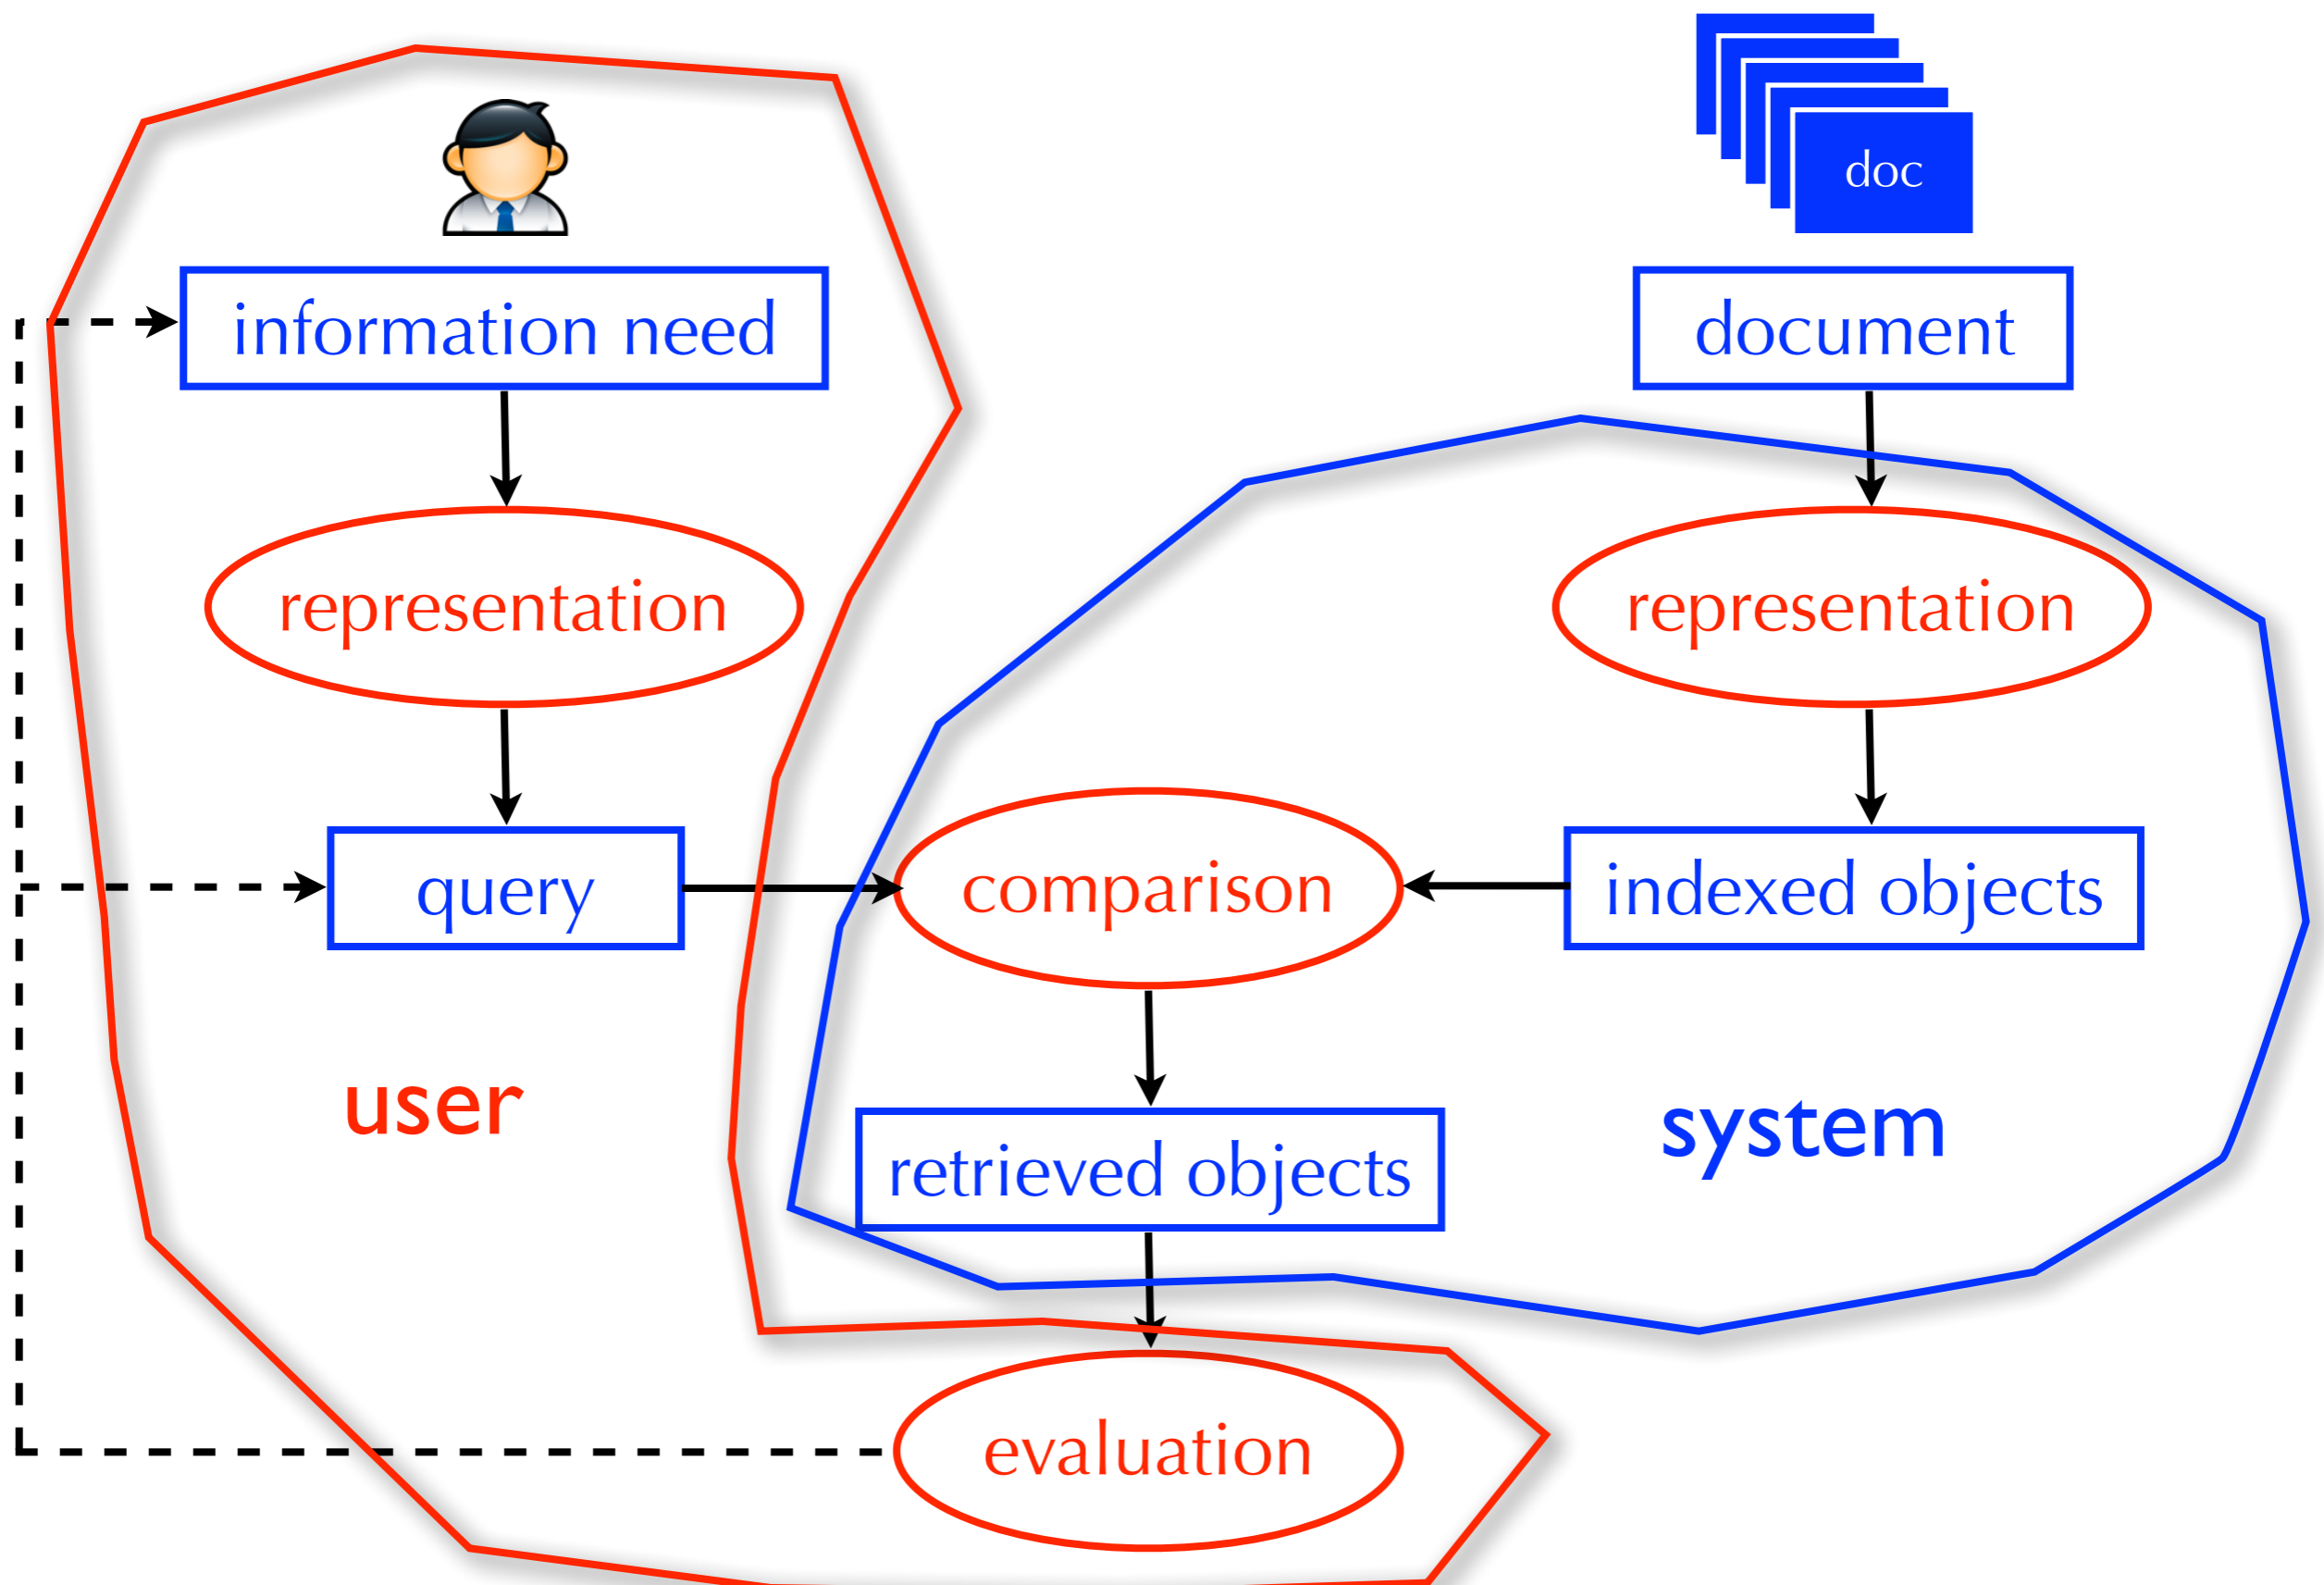 doc
information need
document
representation
representation
query
comparison
indexed objects
user
system
retrieved objects
evaluation